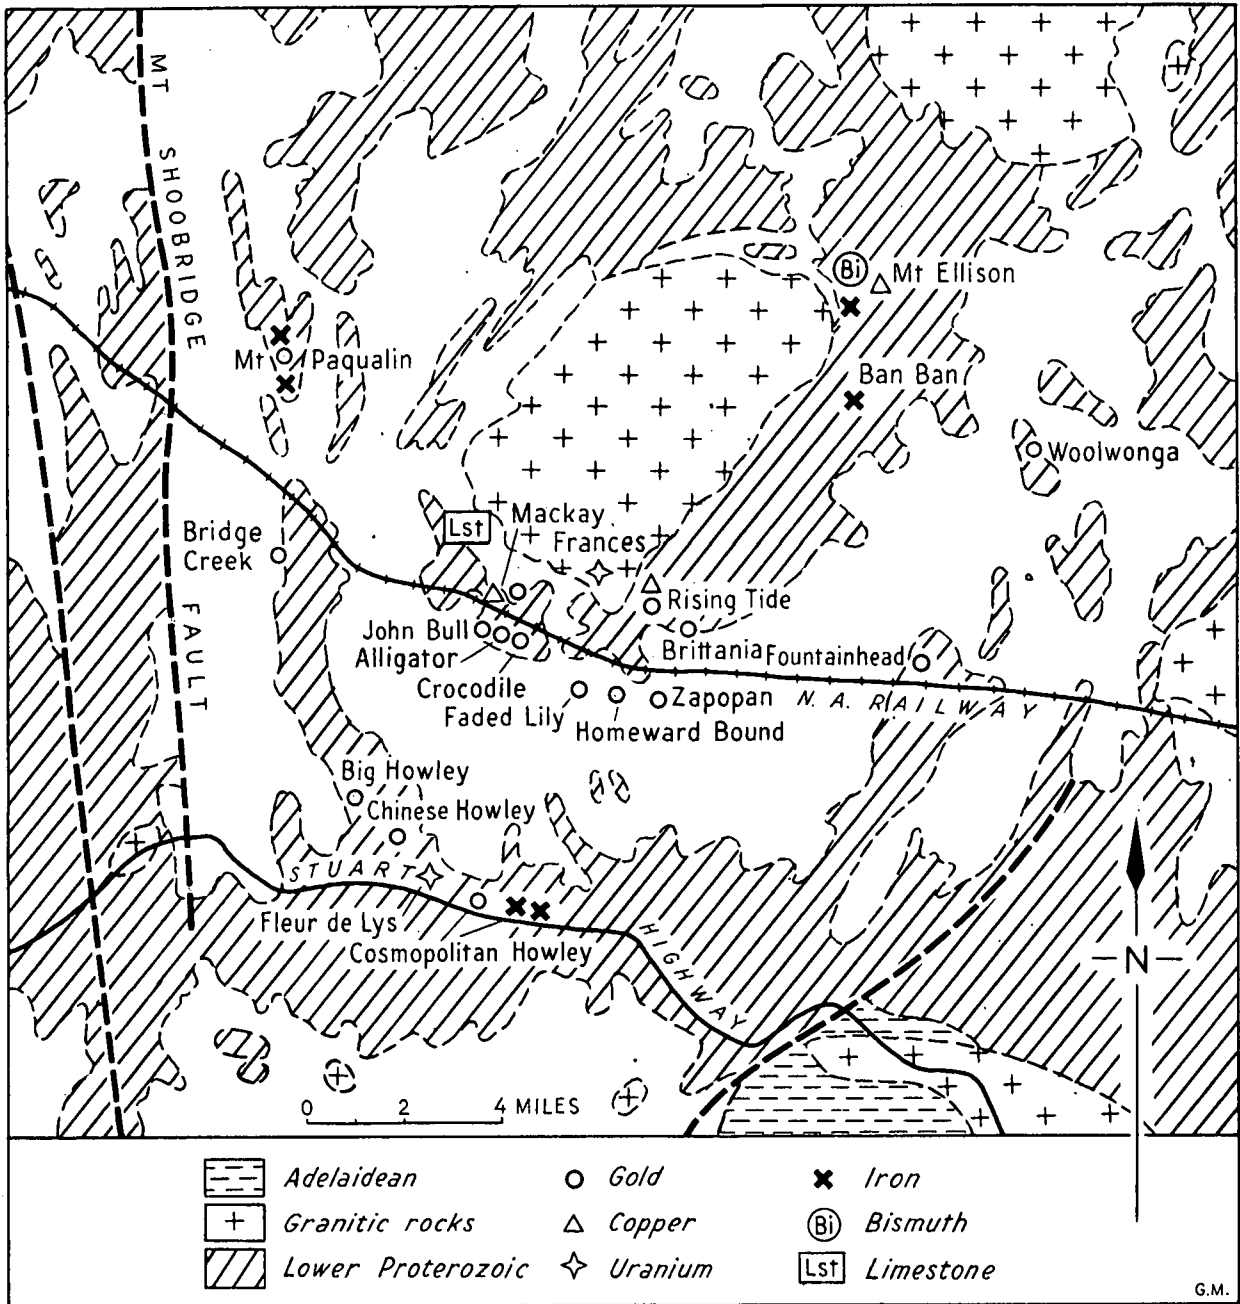 MT SHOOBRIDGE FAULT
Bi
Mt Ellison
Mt Paqualin
Ban Ban
Woolwonga
Lst
Mackay
Frances
Bridge
Creek
Rising Tide
John Bull
Alligator
Brittania
Fountainhead
Crocodile
Faded Lily
Zapopan
N. A. RAILWAY
Homeward Bound
Big Howley
Chinese Howley
STUART HIGHWAY
Fleur de Lys
Cosmopolitan Howley
N
0 2 4 MILES
Adelaidean
Gold
Iron
Granitic rocks
Copper
Bi
Bismuth
Lower Proterozoic
Uranium
Lst
Limestone
G.M.